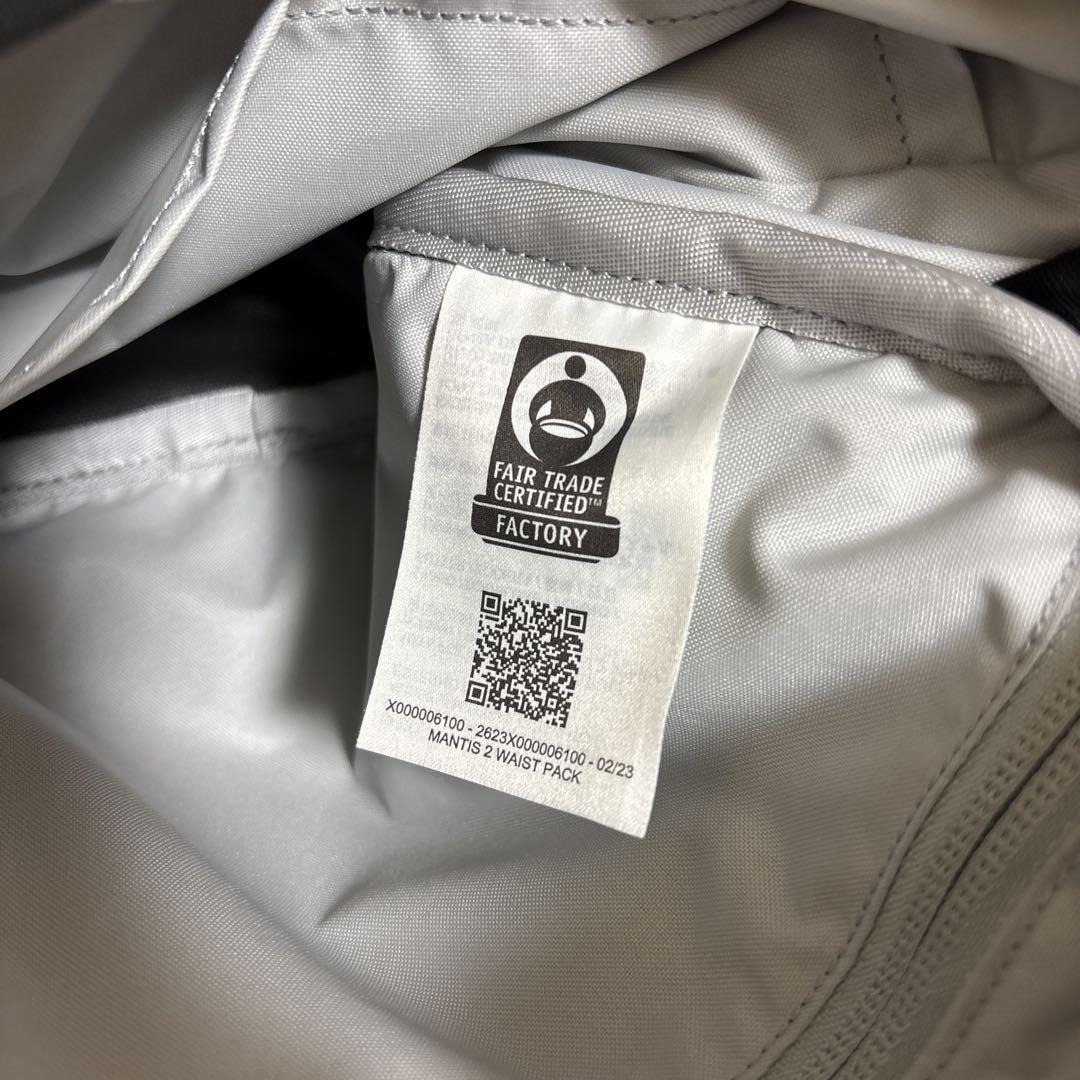 FAIR TRADE
CERTIFIED™
FACTORY
X000006100 - 2623X000006100 - 02/23
MANTIS 2 WAIST PACK